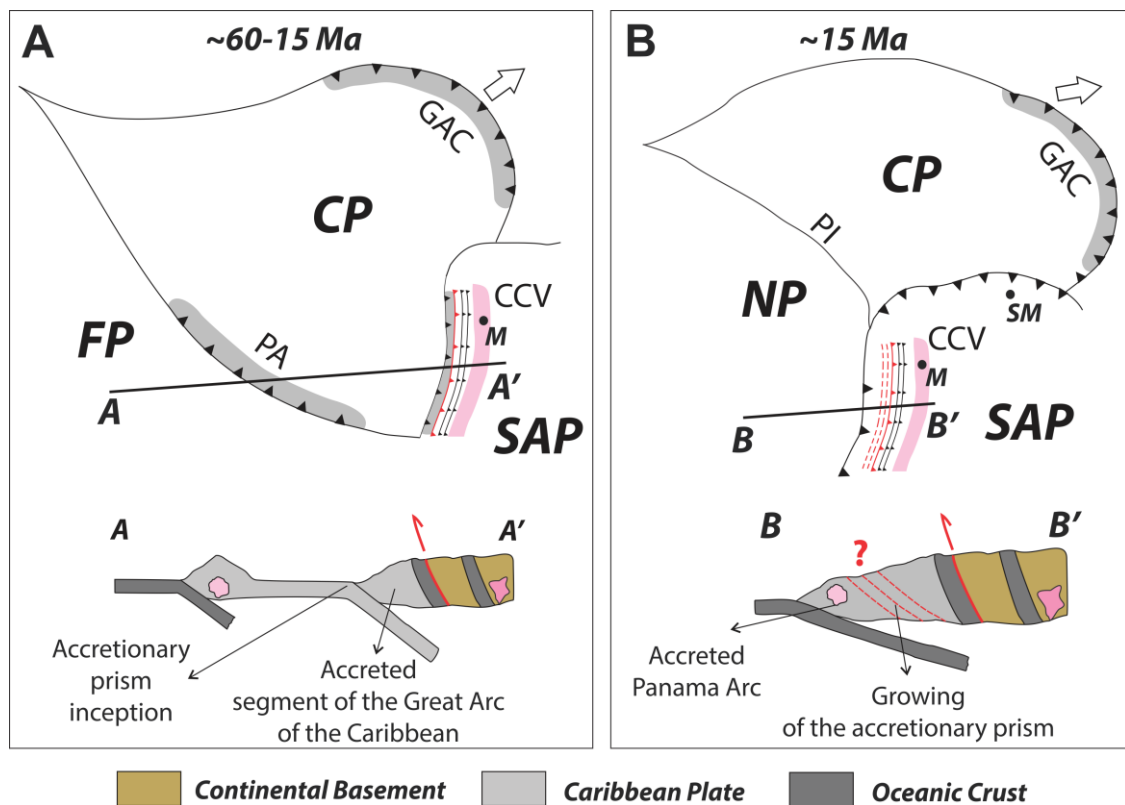 A
~60-15 Ma
GAC
CP
CCV
M
FP
PA
A
A'
SAP
A
A'
Accretionary
prism
inception
Accreted
segment of the Great Arc
of the Caribbean
B
~15 Ma
GAC
CP
PI
NP
SM
CCV
M
B
B'
SAP
B
B'
?
Accreted
Panama Arc
Growing
of the accretionary prism
Continental Basement
Caribbean Plate
Oceanic Crust